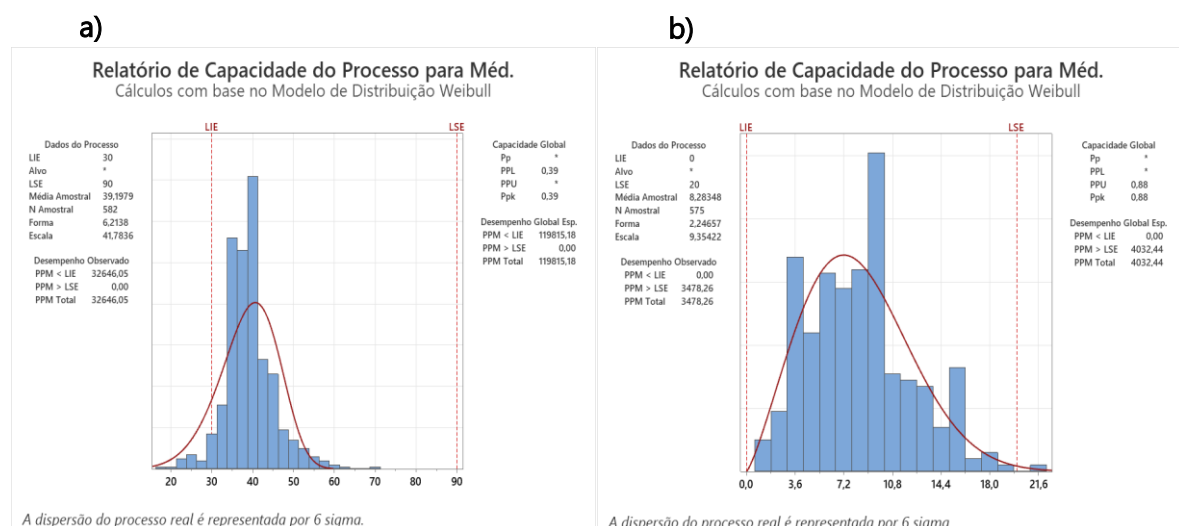 a)
Relatório de Capacidade do Processo para Méd.
Cálculos com base no Modelo de Distribuição Weibull
LIE
LSE
Dados do Processo
LIE 30
Alvo *
LSE 90
Média Amostral 39,1979
N Amostral 582
Forma 6,2138
Escala 41,7836
Desempenho Observado
PPM < LIE 32646,05
PPM > LSE 0,00
PPM Total 32646,05
Capacidade Global
Pp *
PPL 0,39
PPU *
Ppk 0,39
Desempenho Global Esp.
PPM < LIE 119815,18
PPM > LSE 0,00
PPM Total 119815,18
20 30 40 50 60 70 80 90
A dispersão do processo real é representada por 6 sigma.
b)
Relatório de Capacidade do Processo para Méd.
Cálculos com base no Modelo de Distribuição Weibull
LIE
LSE
Dados do Processo
LIE 0
Alvo *
LSE 20
Média Amostral 8,28348
N Amostral 575
Forma 2,24657
Escala 9,35422
Desempenho Observado
PPM < LIE 0,00
PPM > LSE 3478,26
PPM Total 3478,26
Capacidade Global
Pp *
PPL *
PPU 0,88
Ppk 0,88
Desempenho Global Esp.
PPM < LIE 0,00
PPM > LSE 4032,44
PPM Total 4032,44
0,0 3,6 7,2 10,8 14,4 18,0 21,6
A dispersão do processo real é representada por 6 sigma